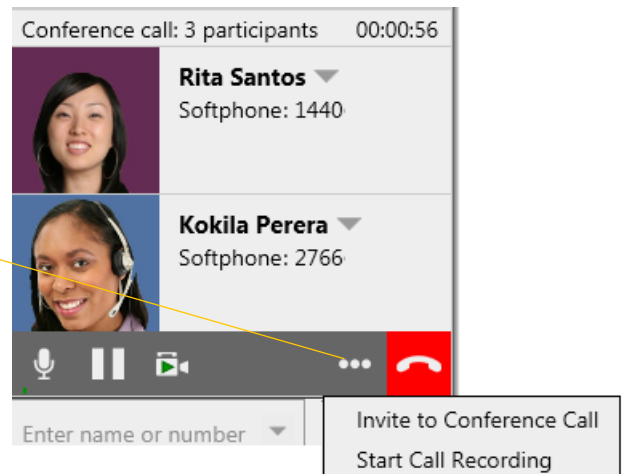 Conference call: 3 participants 00:00:56
Rita Santos
Softphone: 1440
Kokila Perera
Softphone: 2766
Enter name or number
Invite to Conference Call
Start Call Recording